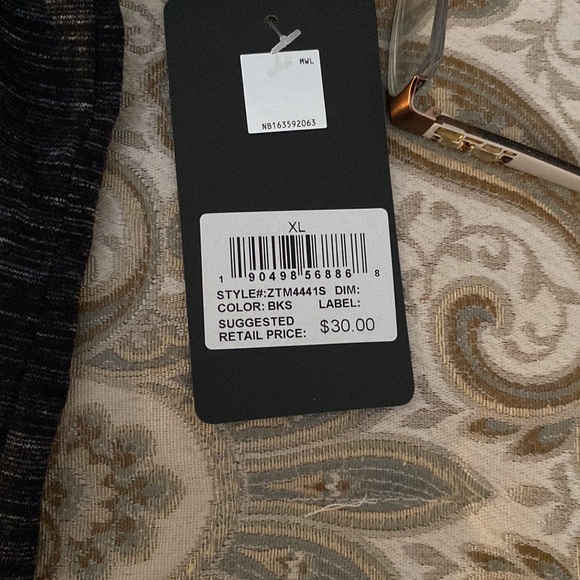 MWL
NB163592063
XL
1 90498 56886 8
STYLE#:ZTM4441S DIM:
COLOR: BKS LABEL:
SUGGESTED
RETAIL PRICE: $30.00